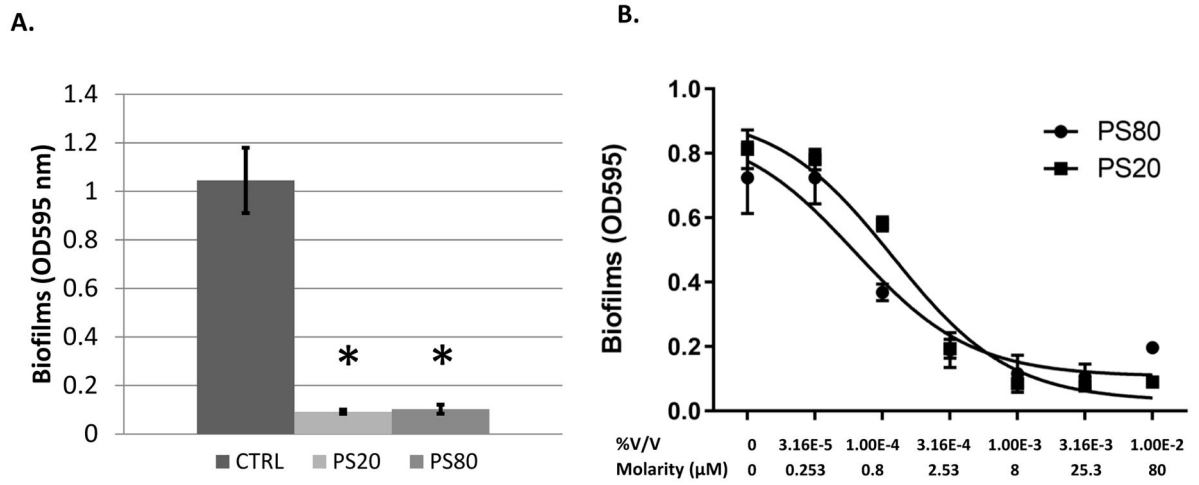 A.
Biofilms (OD595 nm)
1.4
1.2
1
0.8
0.6
0.4
0.2
0
* *
CTRL PS20 PS80
B.
Biofilms (OD595)
1.0
0.8
0.6
0.4
0.2
0.0
PS80
PS20
%V/V 0 3.16E-5 1.00E-4 3.16E-4 1.00E-3 3.16E-3 1.00E-2
Molarity (μM) 0 0.253 0.8 2.53 8 25.3 80